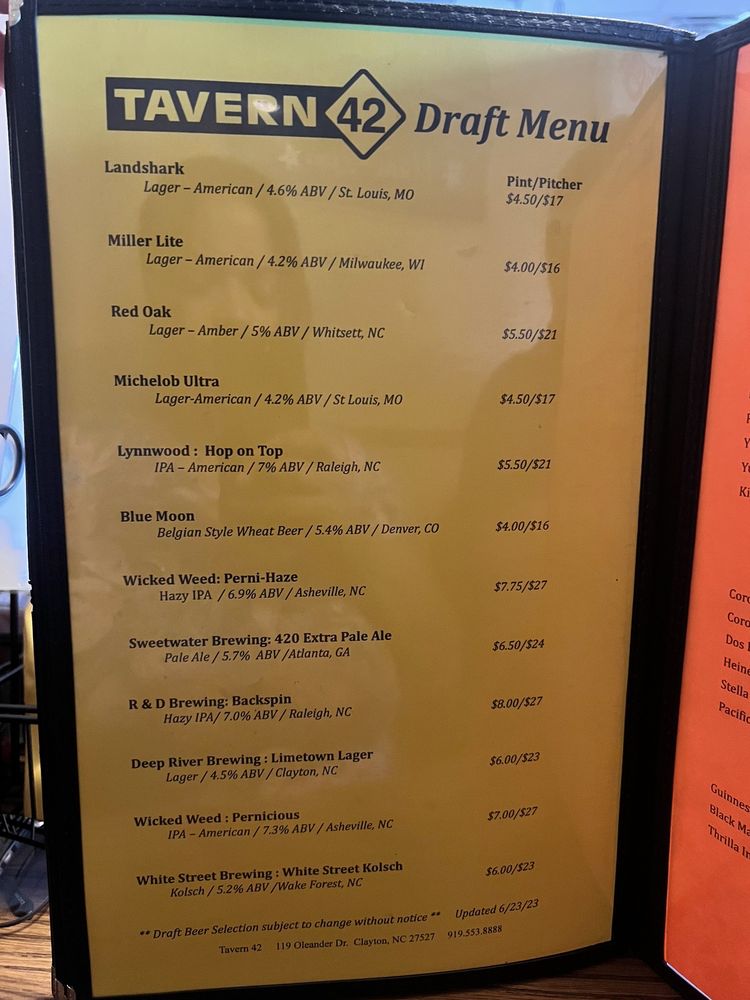 TAVERN 42 Draft Menu
Landshark
Lager – American / 4.6% ABV / St. Louis, MO
Pint/Pitcher
$4.50/$17
Miller Lite
Lager – American / 4.2% ABV / Milwaukee, WI $4.00/$16
Red Oak
Lager – Amber / 5% ABV / Whitsett, NC $5.50/$21
Michelob Ultra
Lager-American / 4.2% ABV / St Louis, MO $4.50/$17
Lynnwood : Hop on Top
IPA – American / 7% ABV / Raleigh, NC $5.50/$21
Blue Moon
Belgian Style Wheat Beer / 5.4% ABV / Denver, CO $4.00/$16
Wicked Weed: Perni-Haze
Hazy IPA / 6.9% ABV / Asheville, NC $7.75/$27
Sweetwater Brewing: 420 Extra Pale Ale
Pale Ale / 5.7% ABV /Atlanta, GA $6.50/$24
R & D Brewing: Backspin
Hazy IPA/ 7.0% ABV / Raleigh, NC $8.00/$27
Deep River Brewing : Limetown Lager
Lager / 4.5% ABV / Clayton, NC $6.00/$23
Wicked Weed : Pernicious
IPA – American / 7.3% ABV / Asheville, NC $7.00/$27
White Street Brewing : White Street Kolsch
Kolsch / 5.2% ABV /Wake Forest, NC $6.00/$23
** Draft Beer Selection subject to change without notice ** Updated 6/23/23
Tavern 42 119 Oleander Dr. Clayton, NC 27527 919.553.8888
Dos
Stella
Black
Thrilla